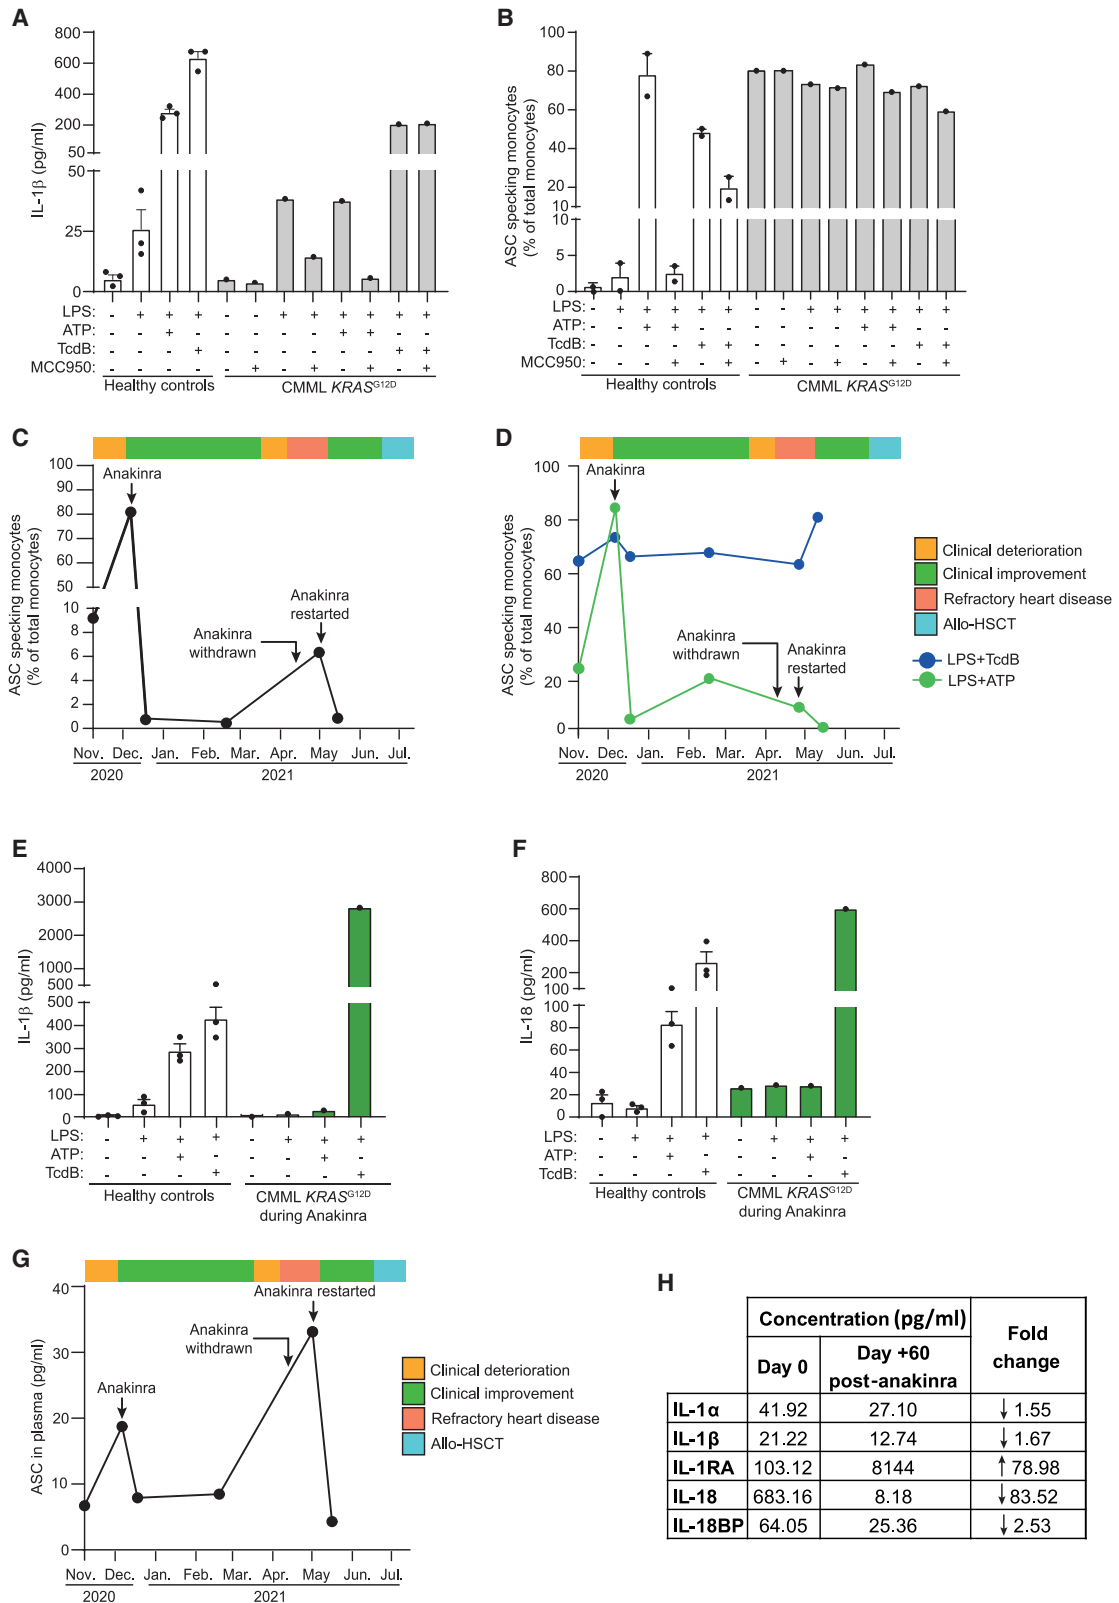 A
IL-1β (pg/ml)
800
600
400
200
50
50
25
0
LPS: - + + + - - + + + + + +
ATP: - - + - - - - - + + - -
TcdB: - - - + - - - - - - + +
MCC950: - - - - - + - + - + - +
Healthy controls
CMML KRAS^G12D
B
ASC specking monocytes
(% of total monocytes)
100
80
60
40
20
10
10
5
0
LPS: - + + + + + - - + + + + + +
ATP: - - + + - - - - - - + + - -
TcdB: - - - - + + - - - - - - + +
MCC950: - - - + - + - + - + - + - +
Healthy controls
CMML KRAS^G12D
C
ASC specking monocytes
(% of total monocytes)
100
90
80
70
60
50
10
8
6
4
2
0
Anakinra
Anakinra
withdrawn
Anakinra
restarted
Nov. Dec. Jan. Feb. Mar. Apr. May Jun. Jul.
2020 2021
D
ASC specking monocytes
(% of total monocytes)
100
80
60
40
20
0
Anakinra
Anakinra
withdrawn
Anakinra
restarted
Nov. Dec. Jan. Feb. Mar. Apr. May Jun. Jul.
2020 2021
Clinical deterioration
Clinical improvement
Refractory heart disease
Allo-HSCT
LPS+TcdB
LPS+ATP
E
IL-1β (pg/ml)
4000
3000
2000
1000
500
500
400
300
200
100
0
LPS: - + + + - + + +
ATP: - - + - - - + -
TcdB: - - - + - - - +
Healthy controls
CMML KRAS^G12D
during Anakinra
F
IL-18 (pg/ml)
800
600
400
200
100
100
80
60
40
20
0
LPS: - + + + - + + +
ATP: - - + - - - + -
TcdB: - - - + - - - +
Healthy controls
CMML KRAS^G12D
during Anakinra
G
ASC in plasma (pg/ml)
40
30
20
10
0
Anakinra
Anakinra
withdrawn
Anakinra restarted
Nov. Dec. Jan. Feb. Mar. Apr. May Jun. Jul.
2020 2021
Clinical deterioration
Clinical improvement
Refractory heart disease
Allo-HSCT
H
Concentration (pg/ml) Fold change
Day 0 Day +60 post-anakinra
IL-1α 41.92 27.10 ↓ 1.55
IL-1β 21.22 12.74 ↓ 1.67
IL-1RA 103.12 8144 ↑ 78.98
IL-18 683.16 8.18 ↓ 83.52
IL-18BP 64.05 25.36 ↓ 2.53